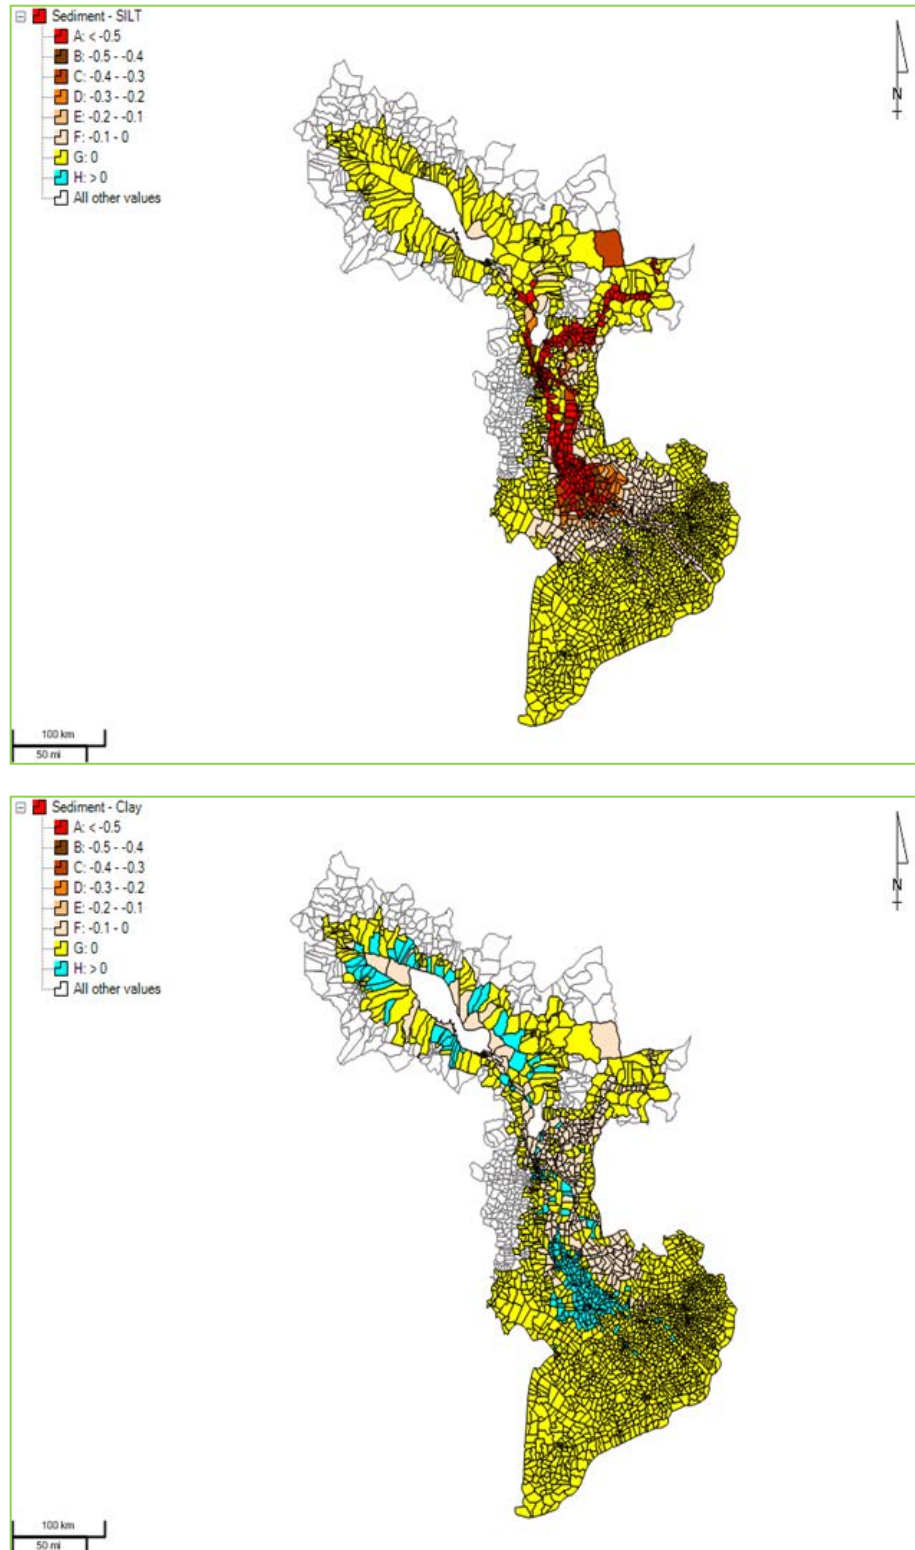 Sediment - SILT
A: < -0.5
B: -0.5 - -0.4
C: -0.4 - -0.3
D: -0.3 - -0.2
E: -0.2 - -0.1
F: -0.1 - 0
G: 0
H: > 0
All other values
N
100 km
50 mi
Sediment - Clay
A: < -0.5
B: -0.5 - -0.4
C: -0.4 - -0.3
D: -0.3 - -0.2
E: -0.2 - -0.1
F: -0.1 - 0
G: 0
H: > 0
All other values
N
100 km
50 mi